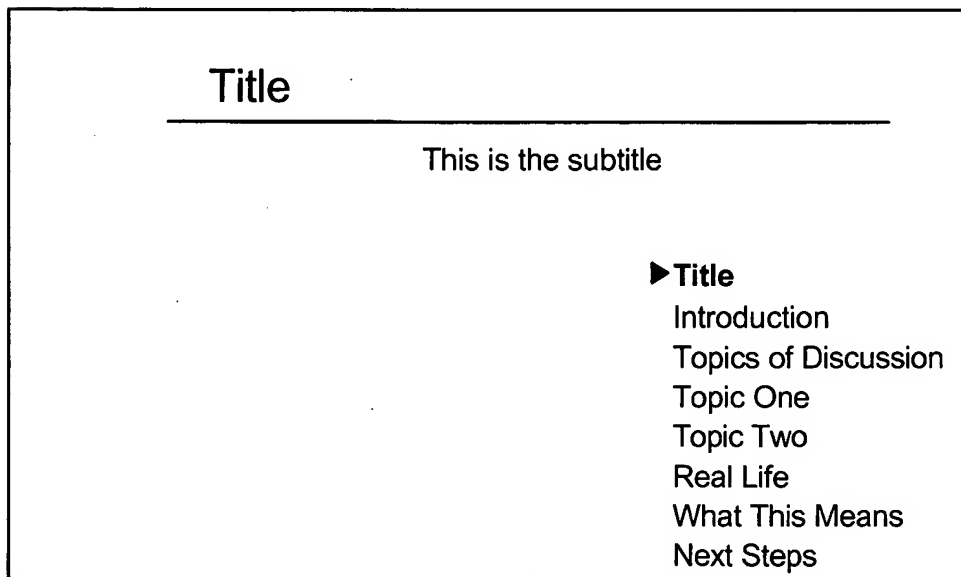 Title
This is the subtitle
▶Title
Introduction
Topics of Discussion
Topic One
Topic Two
Real Life
What This Means
Next Steps